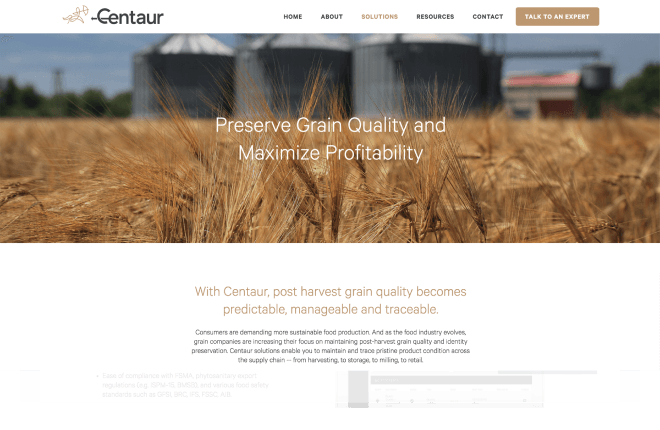 Centaur
HOME ABOUT SOLUTIONS RESOURCES CONTACT TALK TO AN EXPERT
Preserve Grain Quality and
Maximize Profitability
With Centaur, post harvest grain quality becomes
predictable, manageable and traceable.
Consumers are demanding more sustainable food production. And as the food industry evolves,
grain companies are increasing their focus on maintaining post-harvest grain quality and identity
preservation. Centaur solutions enable you to maintain and trace pristine product condition across
the supply chain -- from harvesting, to storage, to milling, to retail.
of compliance with FSMA, phytosanitary export
regulations (e.g. ISPM-15, and various food safety
standards such as GFSI, BRC, IFS, FSSC, AIB.